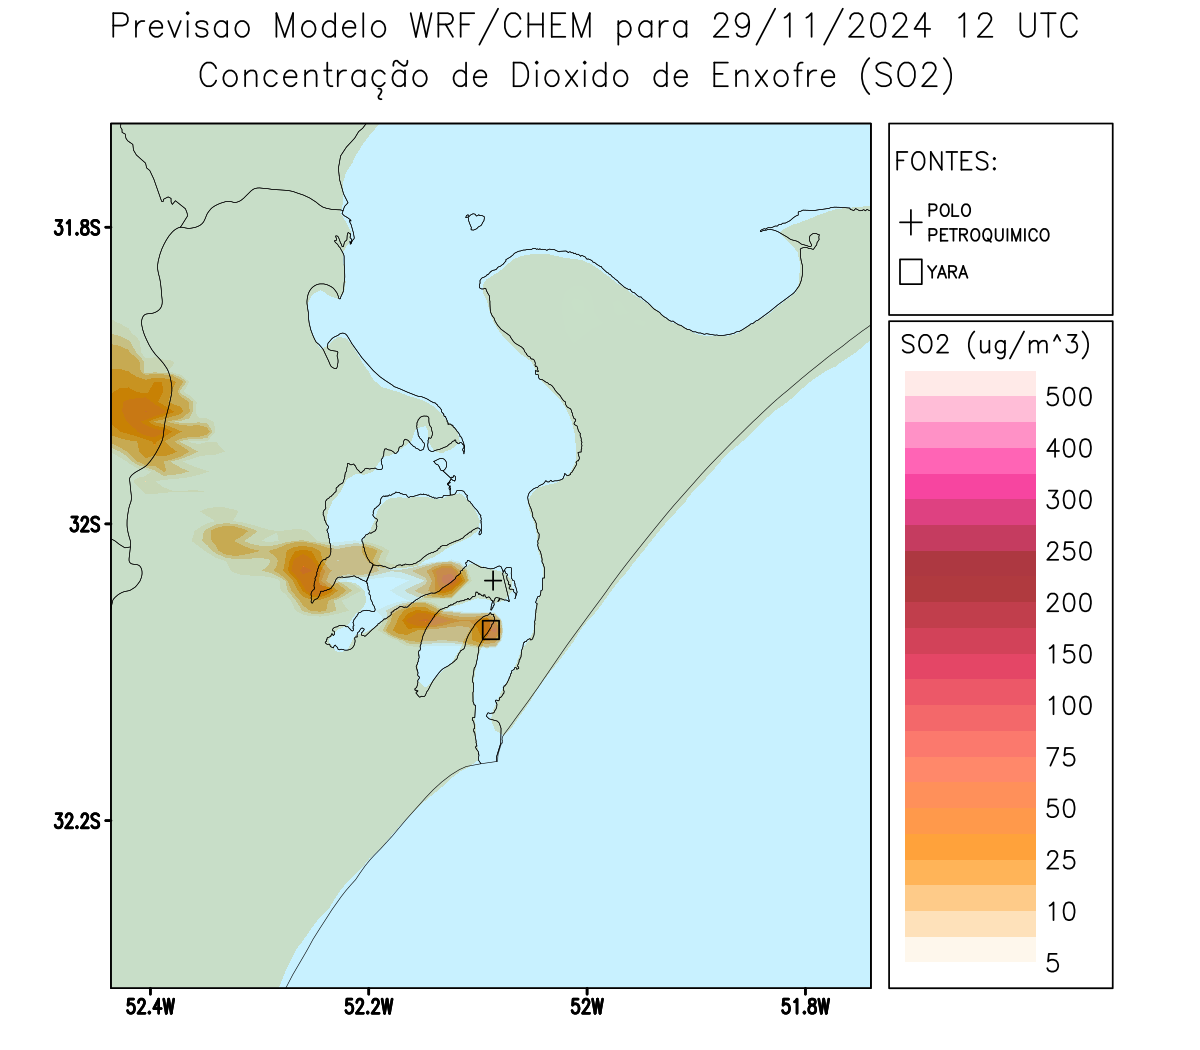 Previsao Modelo WRF/CHEM para 29/11/2024 12 UTC
Concentração de Dioxido de Enxofre (SO2)
FONTES:
POLO
PETROQUIMICO
YARA
SO2 (ug/m^3)
500
400
300
250
200
150
100
75
50
25
10
5
31.8S
32S
32.2S
52.4W
52.2W
52W
51.8W